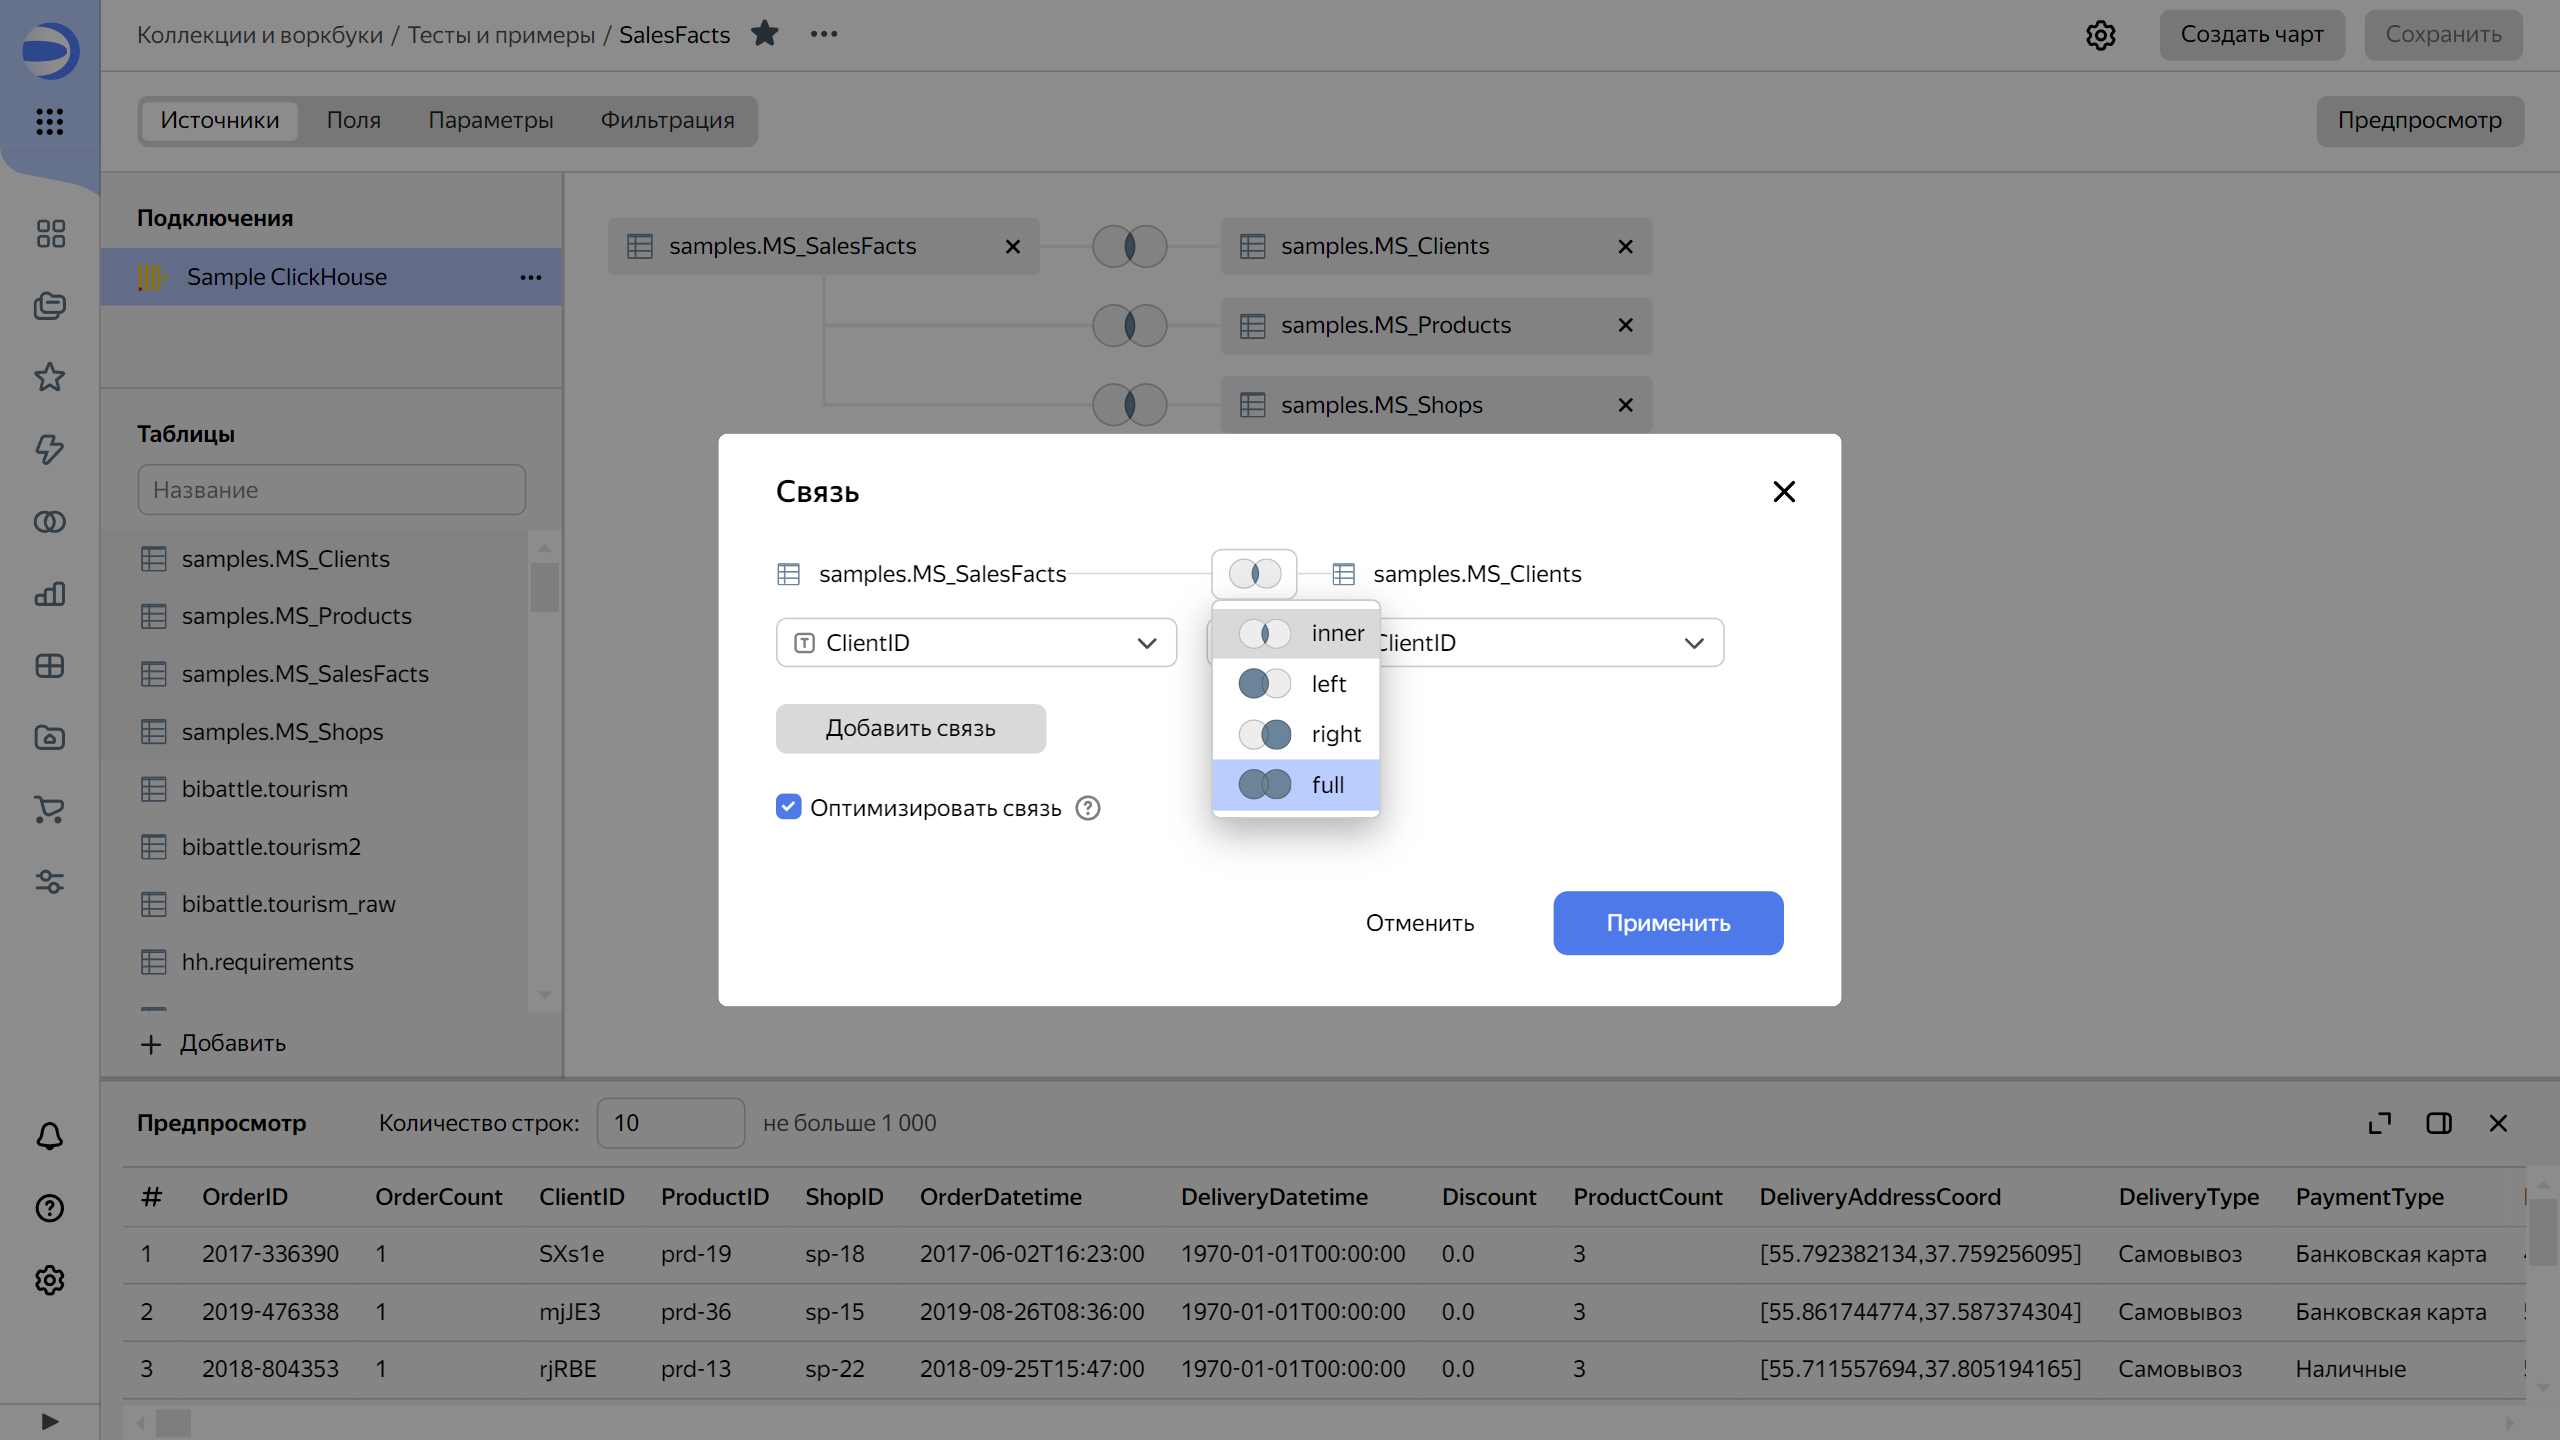 Коллекции и воркбуки / Тесты и примеры / SalesFacts
Создать чарт
Сохранить
Источники
Поля
Параметры
Фильтрация
Предпросмотр
Подключения
Sample ClickHouse
Таблицы
Название
samples.MS_Clients
samples.MS_Products
samples.MS_SalesFacts
samples.MS_Shops
bibattle.tourism
bibattle.tourism2
bibattle.tourism_raw
hh.requirements
Добавить
samples.MS_SalesFacts
samples.MS_Clients
samples.MS_Products
samples.MS_Shops
Связь
samples.MS_SalesFacts
samples.MS_Clients
ClientID
ClientID
inner
left
right
full
Добавить связь
Оптимизировать связь
Отменить
Применить
Предпросмотр Количество строк: 10 не больше 1 000
# OrderID OrderCount ClientID ProductID ShopID OrderDatetime DeliveryDatetime Discount ProductCount DeliveryAddressCoord DeliveryType PaymentType
1 2017-336390 1 SXs1e prd-19 sp-18 2017-06-02T16:23:00 1970-01-01T00:00:00 0.0 3 [55.792382134,37.759256095] Самовывоз Банковская карта
2 2019-476338 1 mjJE3 prd-36 sp-15 2019-08-26T08:36:00 1970-01-01T00:00:00 0.0 3 [55.861744774,37.587374304] Самовывоз Банковская карта
3 2018-804353 1 rjRBE prd-13 sp-22 2018-09-25T15:47:00 1970-01-01T00:00:00 0.0 3 [55.711557694,37.805194165] Самовывоз Наличные